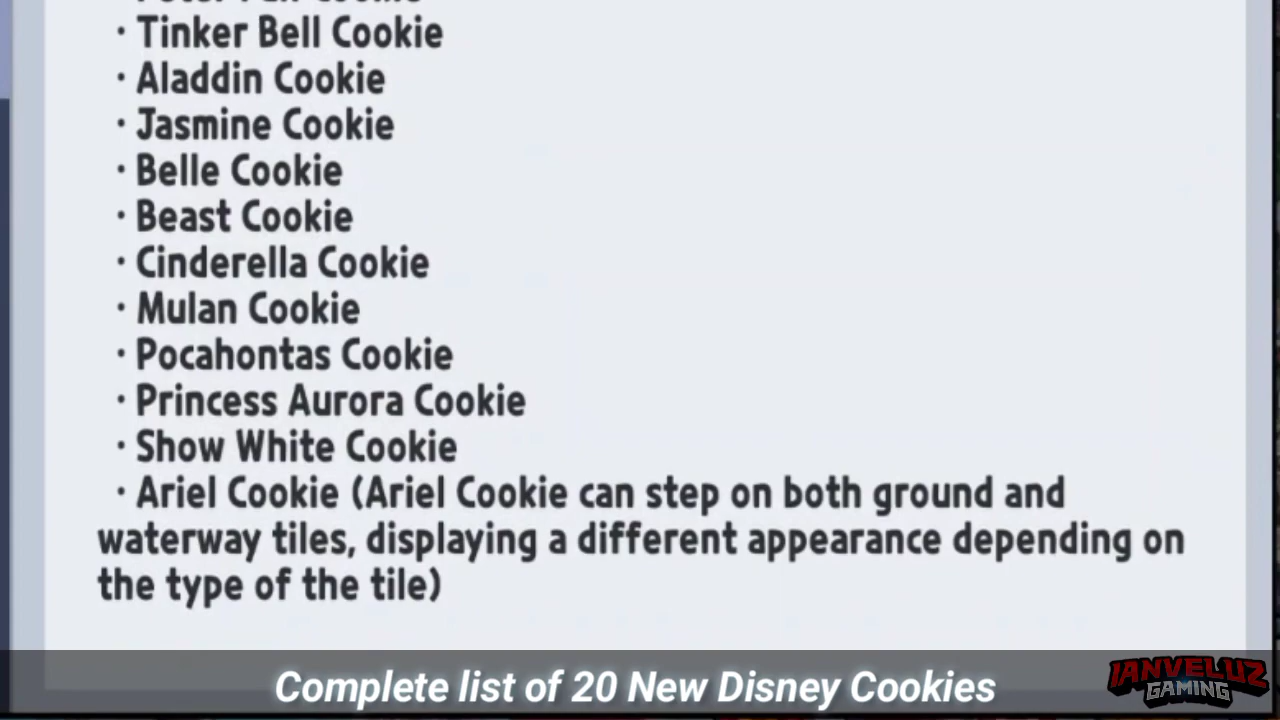 · Tinker Bell Cookie
· Aladdin Cookie
· Jasmine Cookie
· Belle Cookie
· Beast Cookie
· Cinderella Cookie
· Mulan Cookie
· Pocahontas Cookie
· Princess Aurora Cookie
· Show White Cookie
· Ariel Cookie (Ariel Cookie can step on both ground and
waterway tiles, displaying a different appearance depending on
the type of the tile)
Complete list of 20 New Disney Cookies
IANVELUZ
GAMING